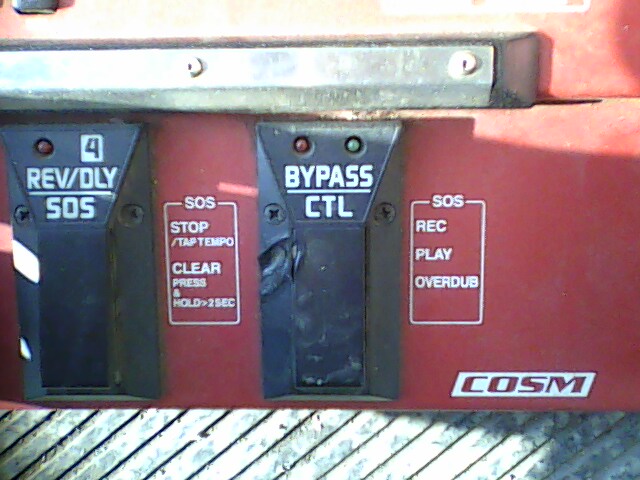 4
REV/DLY
SOS
SOS
STOP
/TAP TEMPO
CLEAR
PRESS
&
HOLD>2SEC
BYPASS
CTL
SOS
REC
PLAY
OVERDUB
COSM